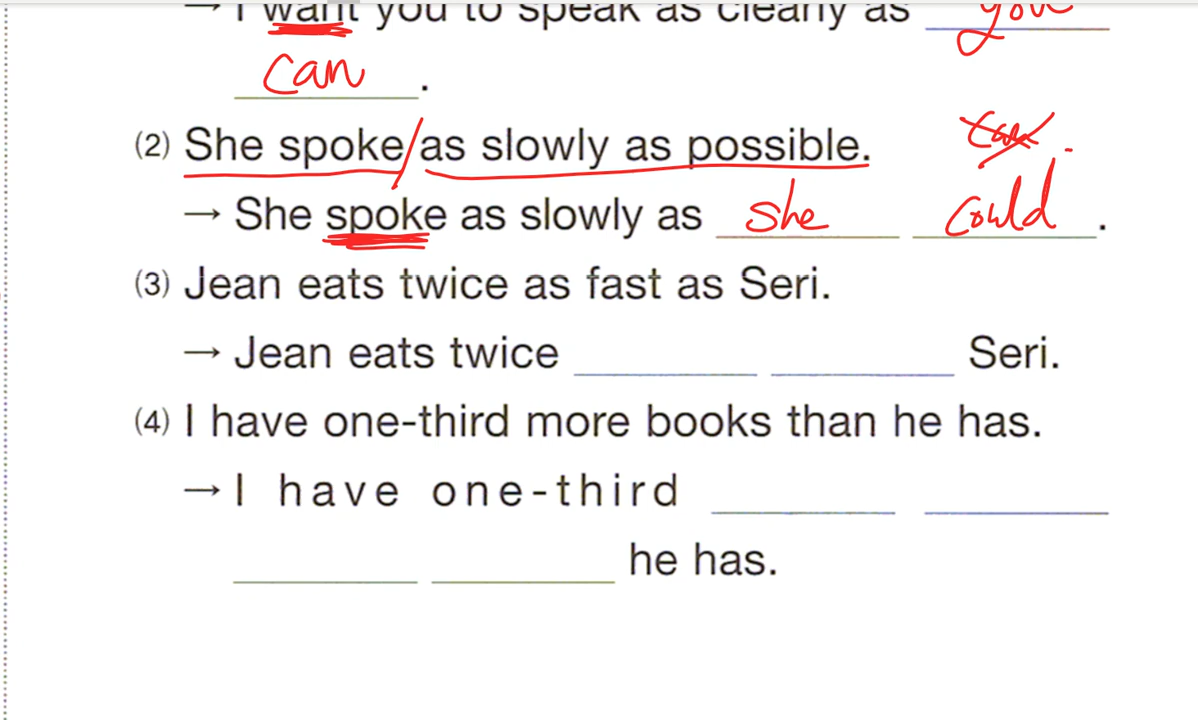 → I want you to speak as clearly as you
can .
(2) She spoke/as slowly as possible.
→ She spoke as slowly as she could .
(3) Jean eats twice as fast as Seri.
→ Jean eats twice Seri.
(4) I have one-third more books than he has.
→ I have one-third
he has.